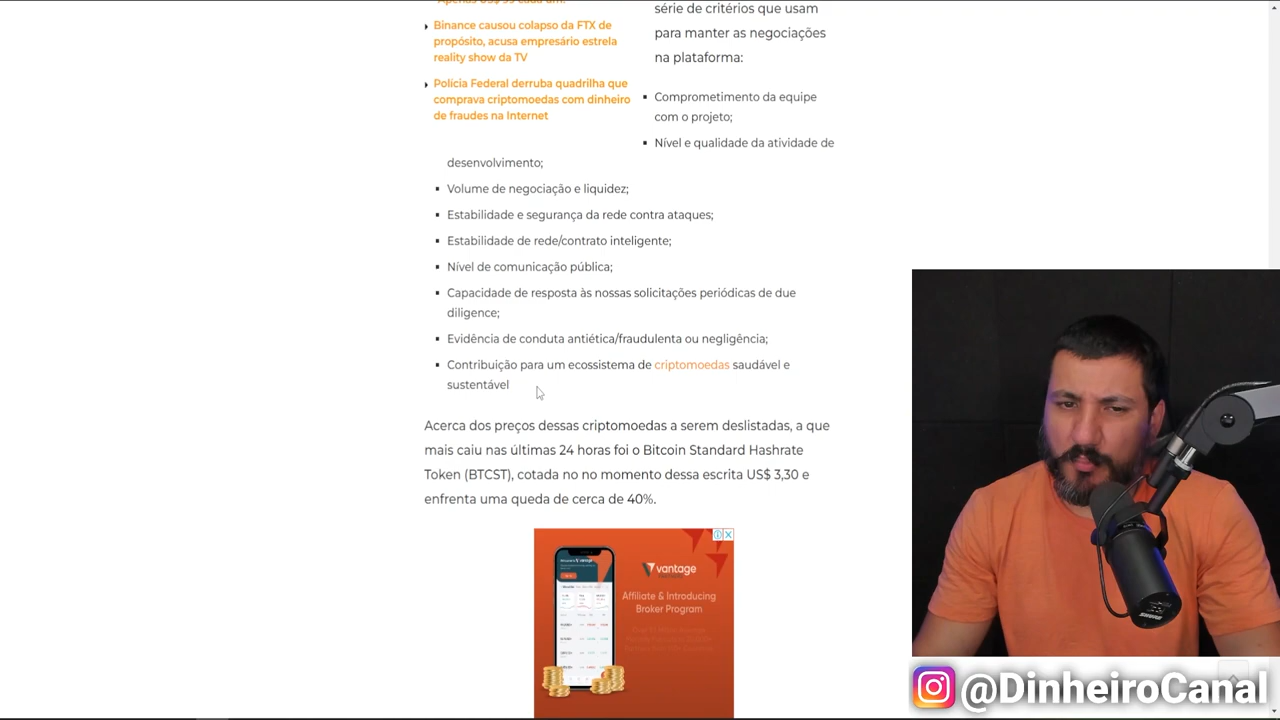 "Apenas US$ 99 cada um!"
Binance causou colapso da FTX de
propósito, acusa empresário estrela
reality show da TV
Polícia Federal derruba quadrilha que
comprava criptomoedas com dinheiro
de fraudes na Internet
série de critérios que usam
para manter as negociações
na plataforma:
Comprometimento da equipe
com o projeto;
Nível e qualidade da atividade de
desenvolvimento;
Volume de negociação e liquidez;
Estabilidade e segurança da rede contra ataques;
Estabilidade de rede/contrato inteligente;
Nível de comunicação pública;
Capacidade de resposta às nossas solicitações periódicas de due
diligence;
Evidência de conduta antiética/fraudulenta ou negligência;
Contribuição para um ecossistema de criptomoedas saudável e
sustentável
Acerca dos preços dessas criptomoedas a serem deslistadas, a que
mais caiu nas últimas 24 horas foi o Bitcoin Standard Hashrate
Token (BTCST), cotada no no momento dessa escrita US$ 3,30 e
enfrenta uma queda de cerca de 40%.
vantage
Affiliate & Introducing
Broker Program
@DinheiroCanal